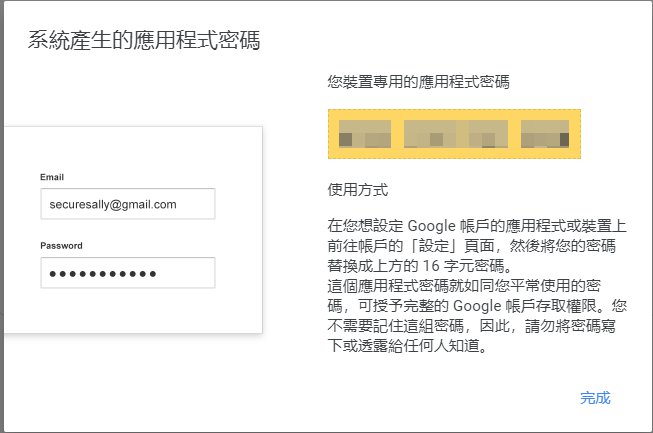 系統產生的應用程式密碼
Email
securesally@gmail.com
Password
您裝置專用的應用程式密碼
使用方式
在您想設定 Google 帳戶的應用程式或裝置上
前往帳戶的「設定」頁面，然後將您的密碼
替換成上方的 16 字元密碼。
這個應用程式密碼就如同您平常使用的密
碼，可授予完整的 Google 帳戶存取權限。您
不需要記住這組密碼，因此，請勿將密碼寫
下或透露給任何人知道。
完成